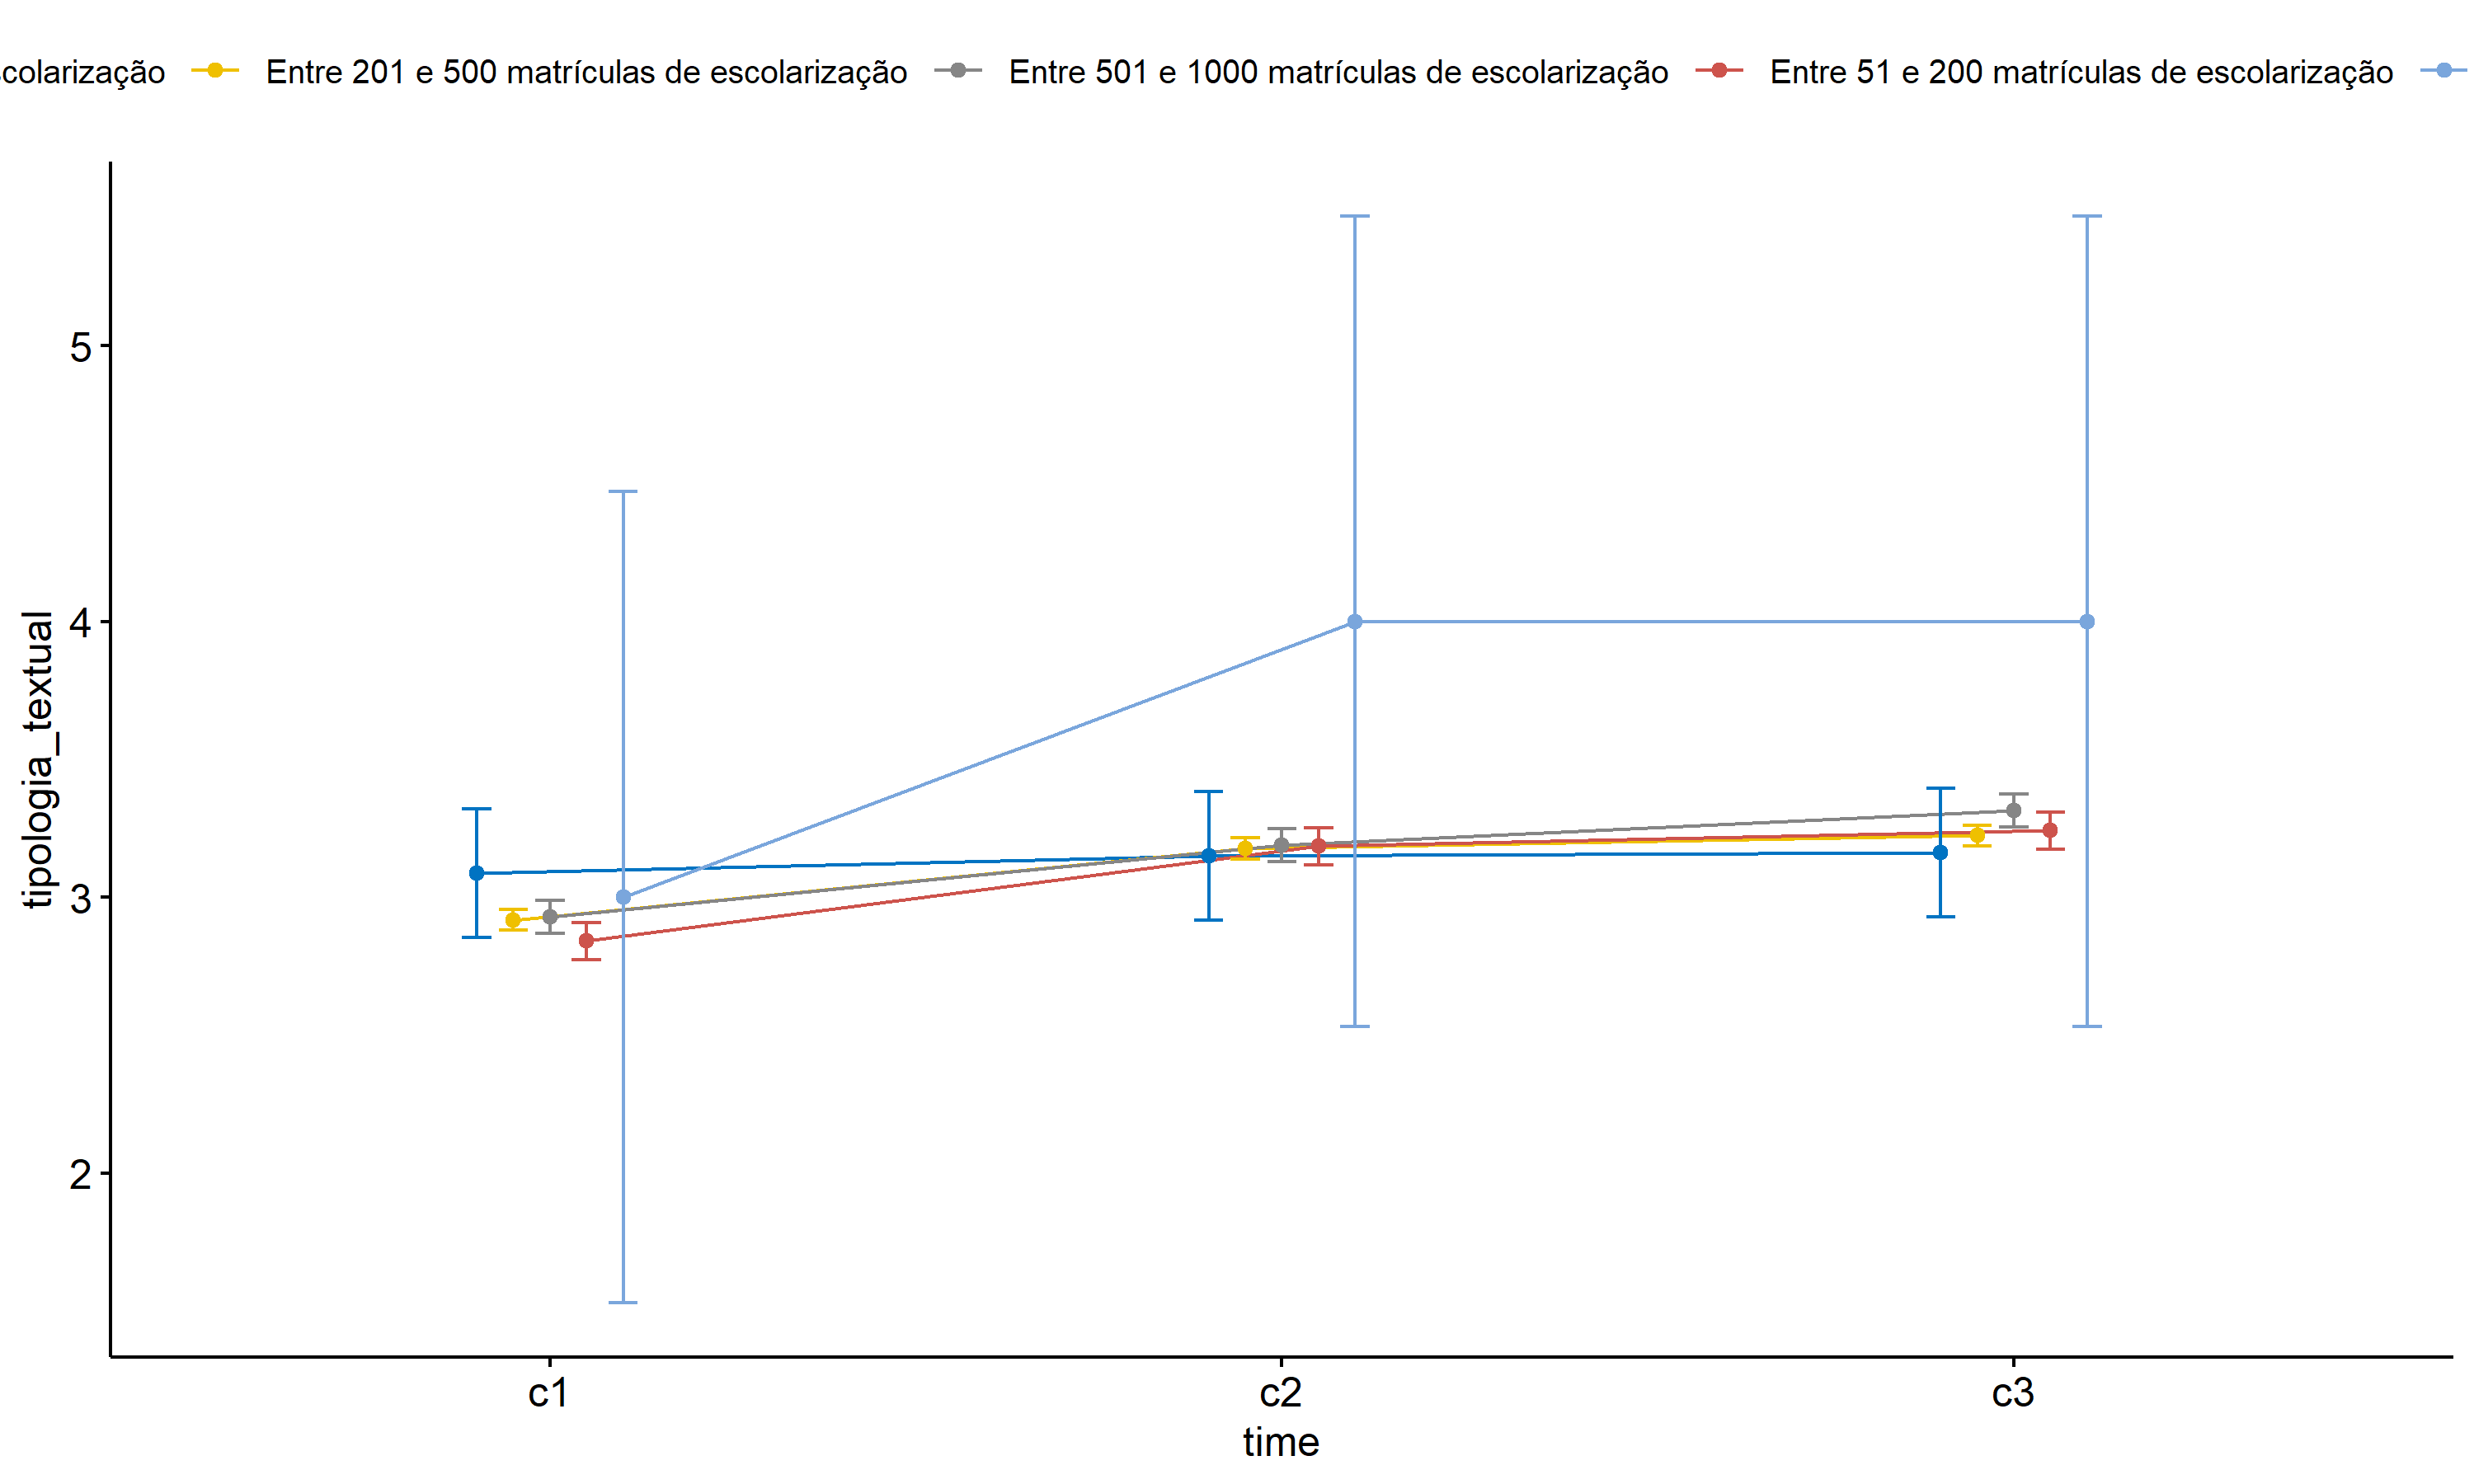 Entre 201 e 500 matrículas de escolarização Entre 501 e 1000 matrículas de escolarização Entre 51 e 200 matrículas de escolarização
5
4
3
2
tipologia_textual
c1 c2 c3
time